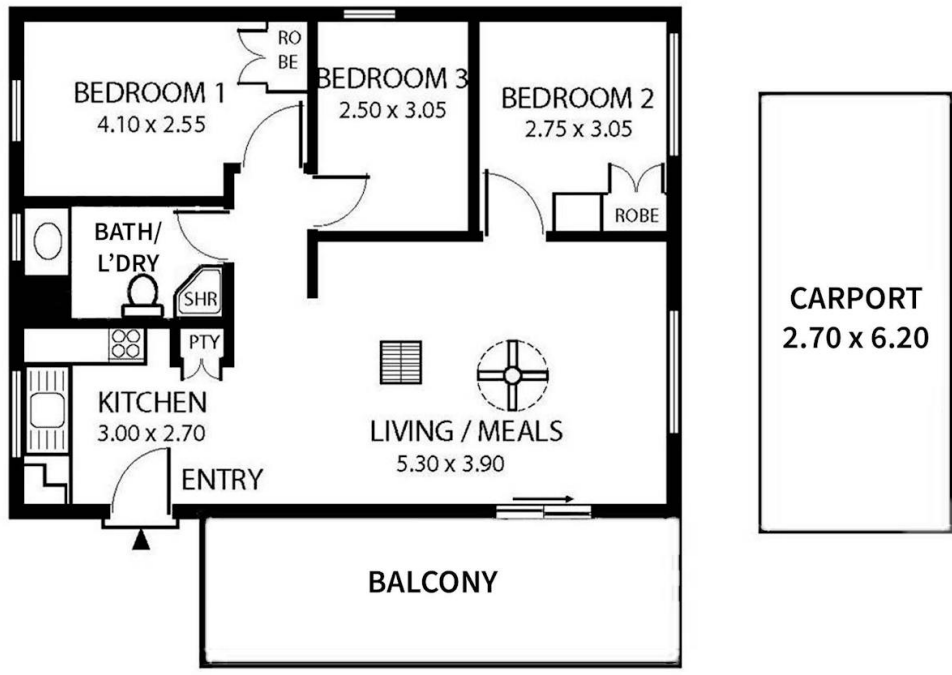 RO
BE
BEDROOM 1
4.10 x 2.55
BEDROOM 3
2.50 x 3.05
BEDROOM 2
2.75 x 3.05
ROBE
BATH/
L'DRY
SHR
PTY
KITCHEN
3.00 x 2.70
ENTRY
LIVING / MEALS
5.30 x 3.90
BALCONY
CARPORT
2.70 x 6.20